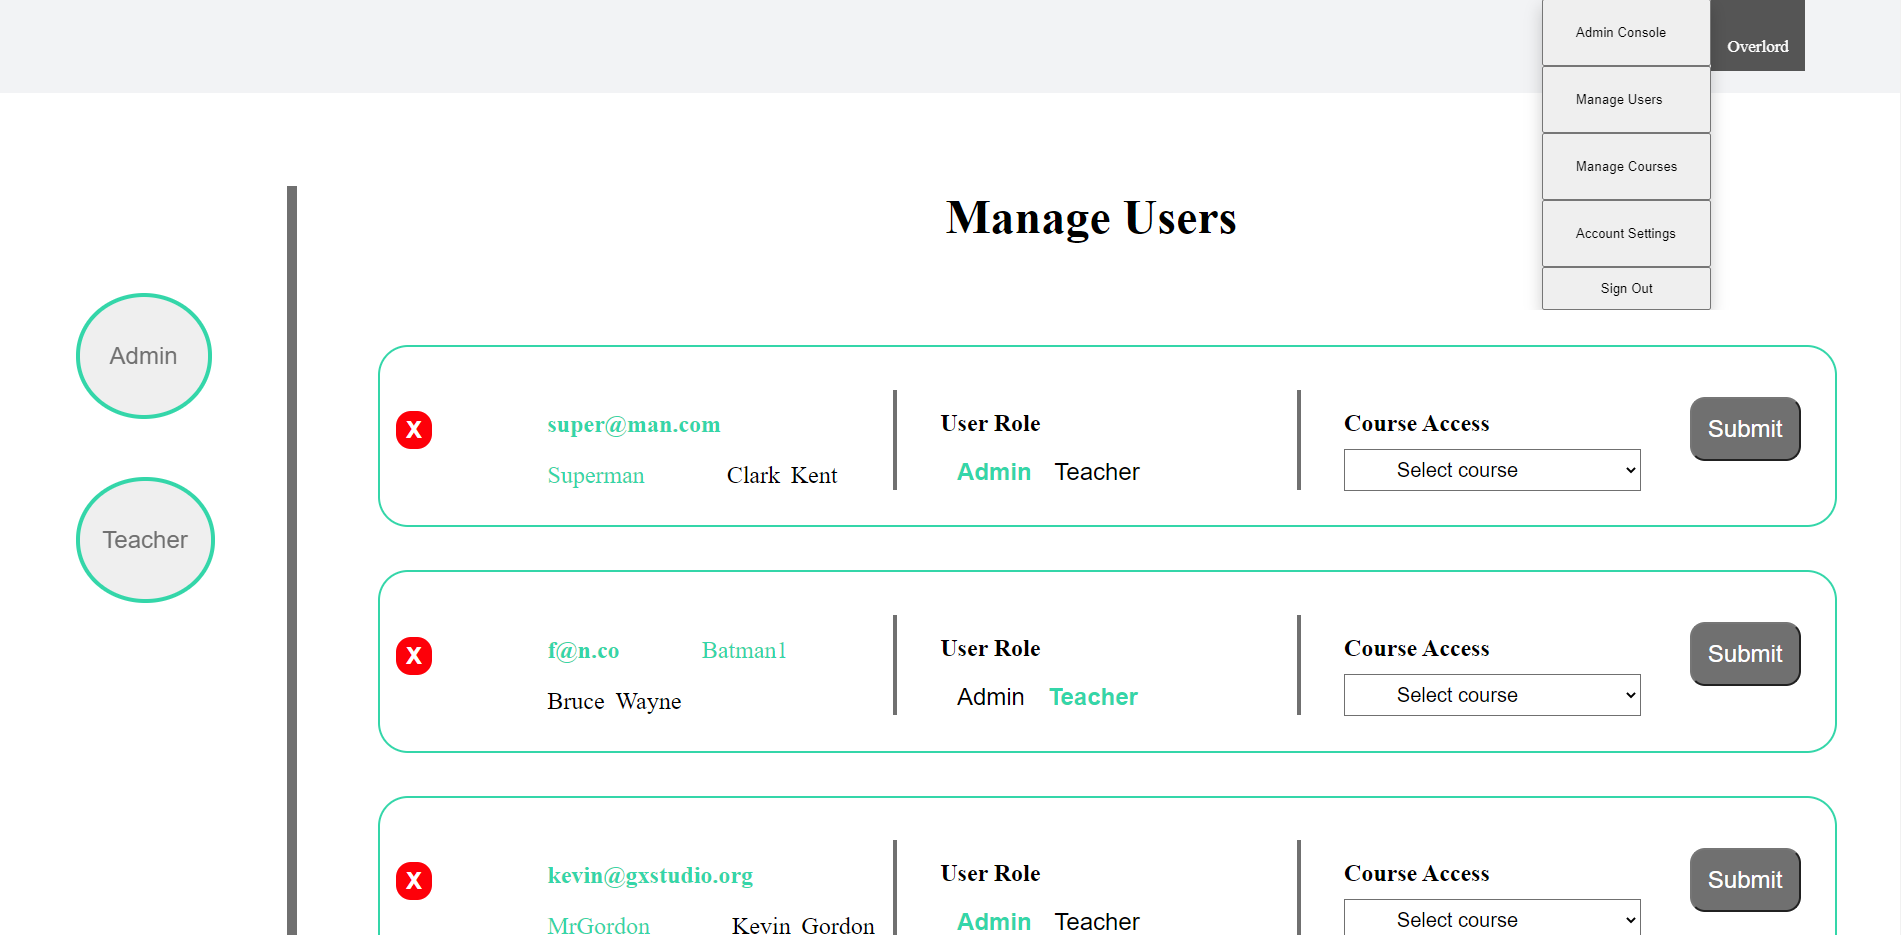 Admin Console
Overlord
Manage Users
Manage Courses
Account Settings
Sign Out
Manage Users
Admin
Teacher
X
super@man.com
Superman Clark Kent
User Role
Admin Teacher
Course Access
Select course
Submit
X
f@n.co Batman1
Bruce Wayne
User Role
Admin Teacher
Course Access
Select course
Submit
X
kevin@gxstudio.org
MrGordon Kevin Gordon
User Role
Admin Teacher
Course Access
Select course
Submit